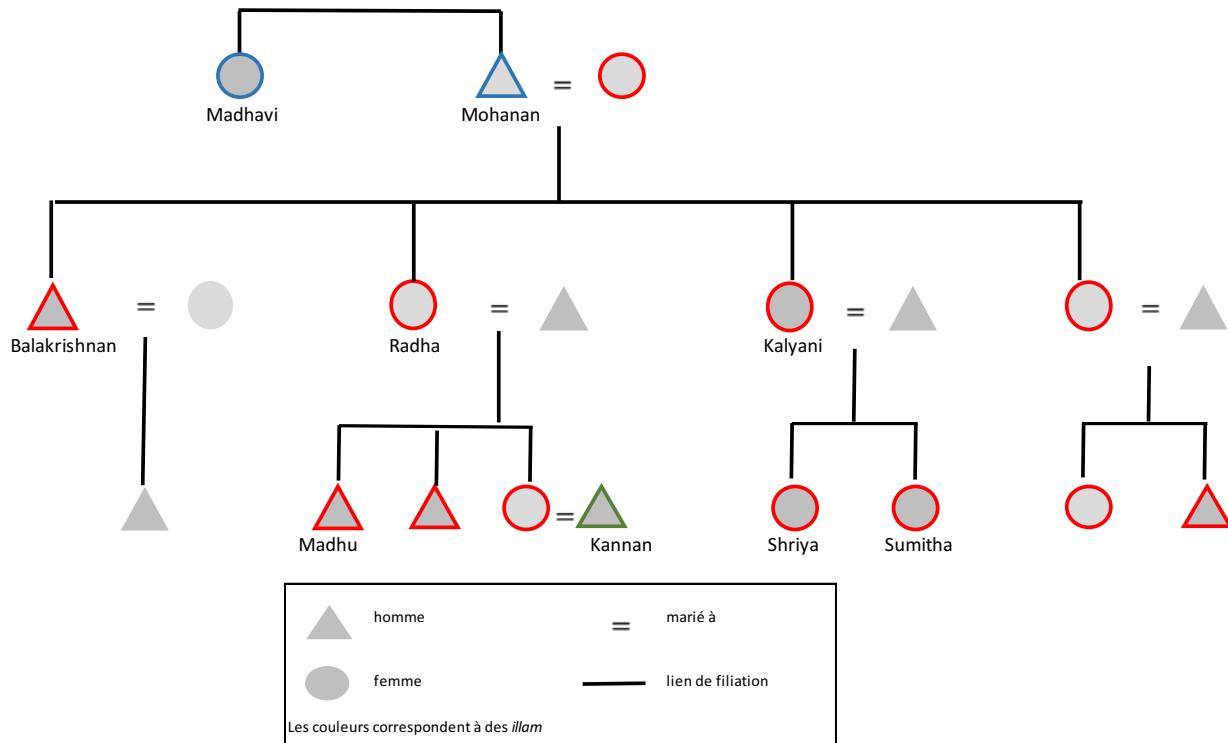 Madhavi
Mohanan
=
=
=
=
=
Balakrishnan
Radha
Kalyani
=
Madhu
Kannan
Shriya
Sumitha
homme
=
marié à
femme
lien de filiation
Les couleurs correspondent à des illam